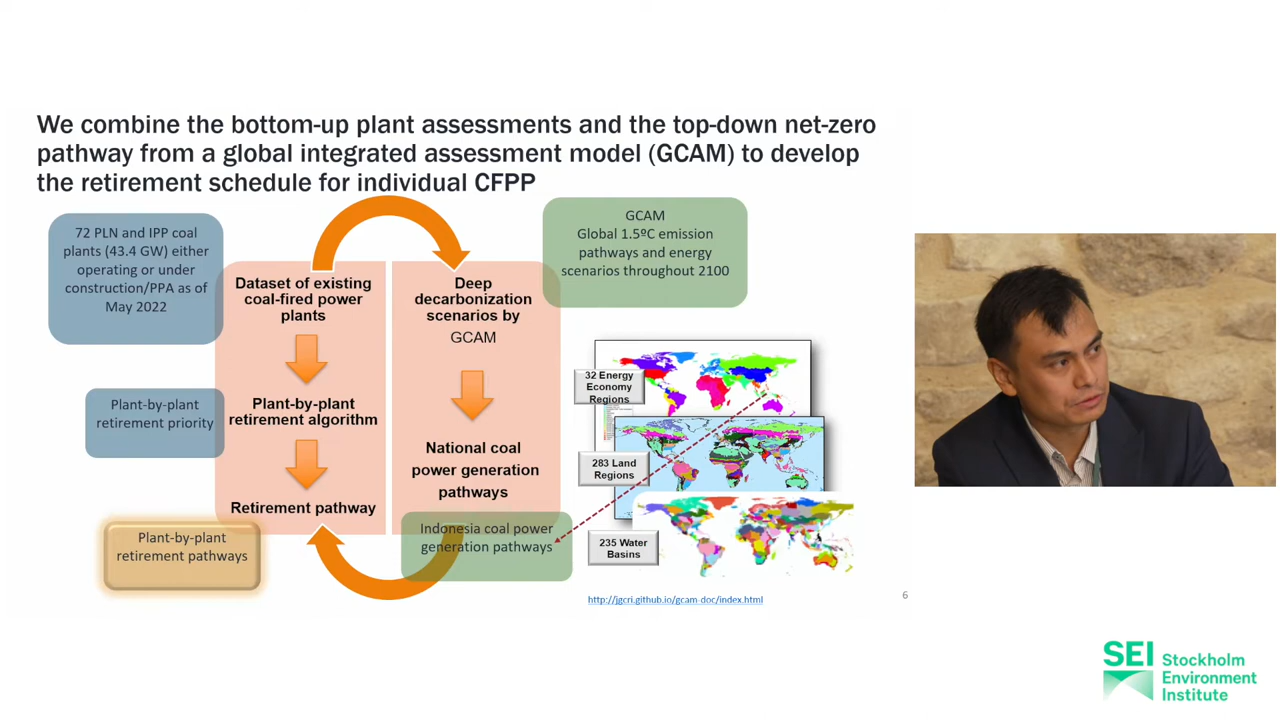 We combine the bottom-up plant assessments and the top-down net-zero
pathway from a global integrated assessment model (GCAM) to develop
the retirement schedule for individual CFPP
72 PLN and IPP coal
plants (43.4 GW) either
operating or under
construction/PPA as of
May 2022
Dataset of existing
coal-fired power
plants
Deep
decarbonization
scenarios by
GCAM
GCAM
Global 1.5ºC emission
pathways and energy
scenarios throughout 2100
Plant-by-plant
retirement priority
Plant-by-plant
retirement algorithm
National coal
power generation
pathways
32 Energy
Economy
Regions
283 Land
Regions
235 Water
Basins
Retirement pathway
Plant-by-plant
retirement pathways
Indonesia coal power
generation pathways
http://jgcri.github.io/gcam-doc/index.html
6
SEI Stockholm
Environment
Institute